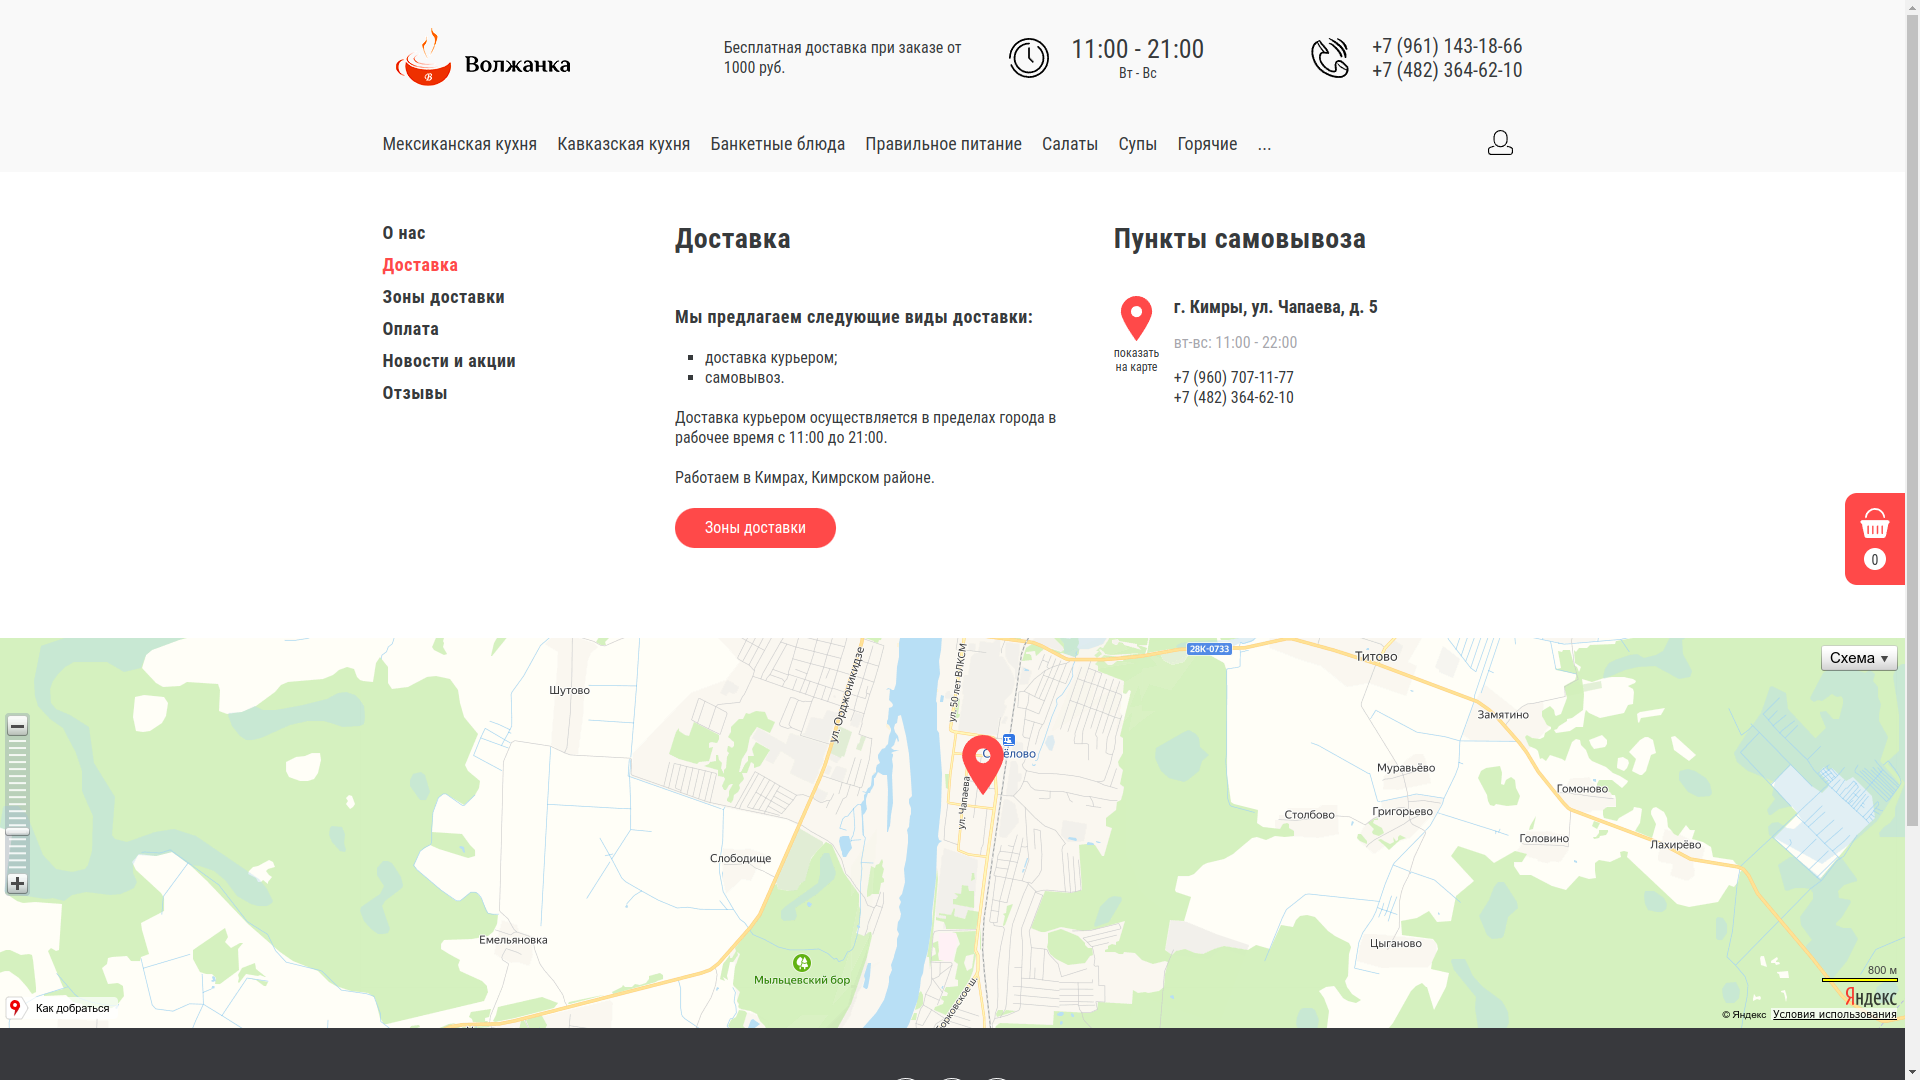 Волжанка
В
Бесплатная доставка при заказе от
1000 руб.
11:00 - 21:00
Вт - Вс
+7 (961) 143-18-66
+7 (482) 364-62-10
Мексиканская кухня Кавказская кухня Банкетные блюда Правильное питание Салаты Супы Горячие ...
О нас
Доставка
Зоны доставки
Оплата
Новости и акции
Отзывы
Доставка
Мы предлагаем следующие виды доставки:
доставка курьером;
самовывоз.
Доставка курьером осуществляется в пределах города в
рабочее время с 11:00 до 21:00.
Работаем в Кимрах, Кимрском районе.
Зоны доставки
Пункты самовывоза
показать
на карте
г. Кимры, ул. Чапаева, д. 5
вт-вс: 11:00 - 22:00
+7 (960) 707-11-77
+7 (482) 364-62-10
0
28К-0733
Титово
Схема
Шутово
ул. Орджоникидзе
ул. 50 лет ВЛКСМ
Замятино
Муравьёво
Гомоново
ул. Чапаева
Столбово
Григорьево
Головино
Лахирёво
Слободище
Емельяновка
Цыганово
Мыльцевский бор
800 м
Яндекс
Как добраться
© Яндекс Условия использования